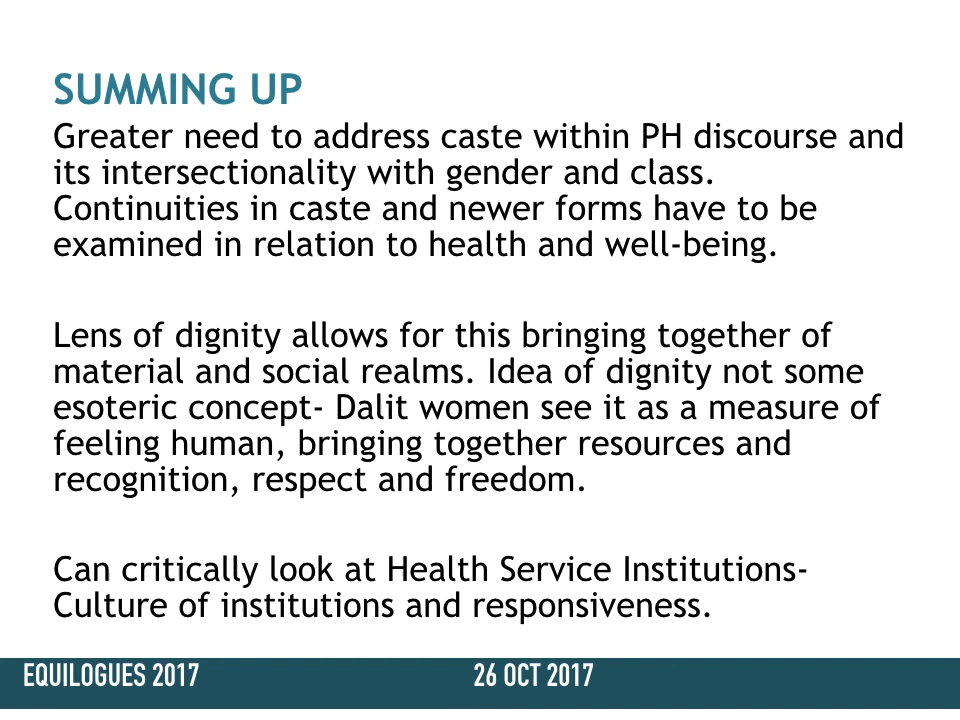 SUMMING UP
Greater need to address caste within PH discourse and
its intersectionality with gender and class.
Continuities in caste and newer forms have to be
examined in relation to health and well-being.
Lens of dignity allows for this bringing together of
material and social realms. Idea of dignity not some
esoteric concept- Dalit women see it as a measure of
feeling human, bringing together resources and
recognition, respect and freedom.
Can critically look at Health Service Institutions-
Culture of institutions and responsiveness.
EQUILOGUES 2017 26 OCT 2017